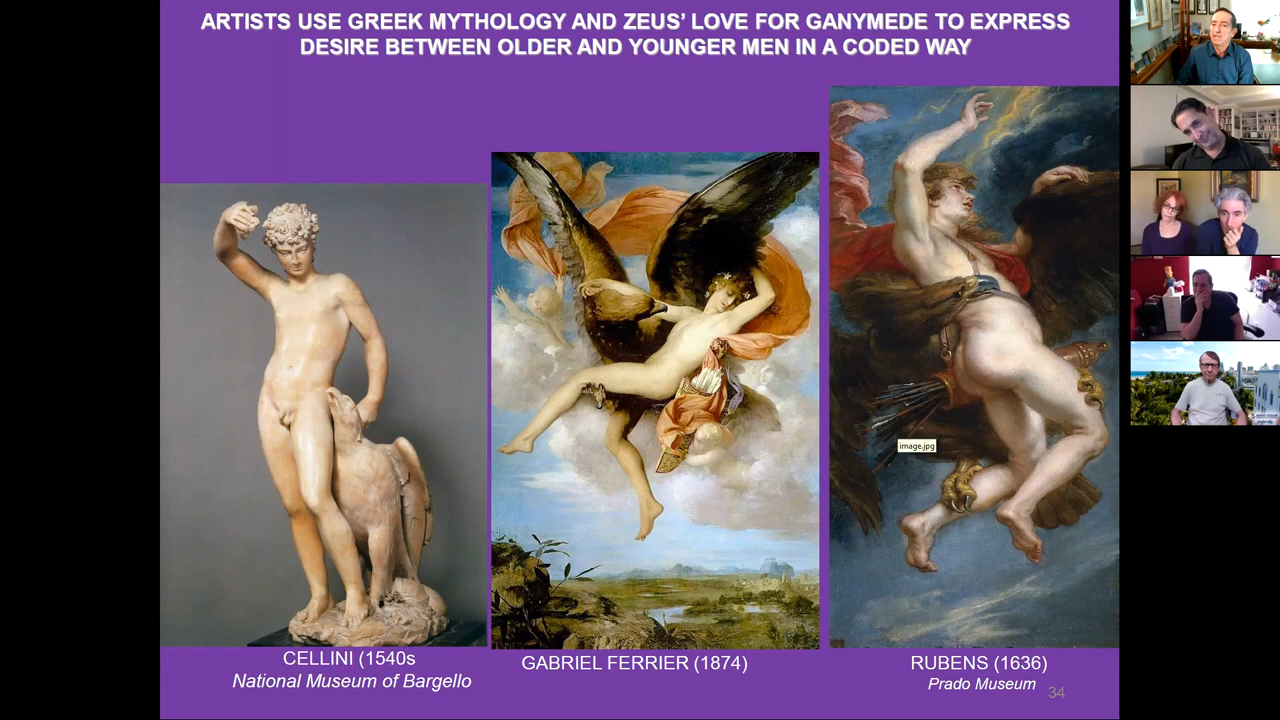 ARTISTS USE GREEK MYTHOLOGY AND ZEUS' LOVE FOR GANYMEDE TO EXPRESS
DESIRE BETWEEN OLDER AND YOUNGER MEN IN A CODED WAY
image.jpg
CELLINI (1540s
National Museum of Bargello
GABRIEL FERRIER (1874)
RUBENS (1636)
Prado Museum
34